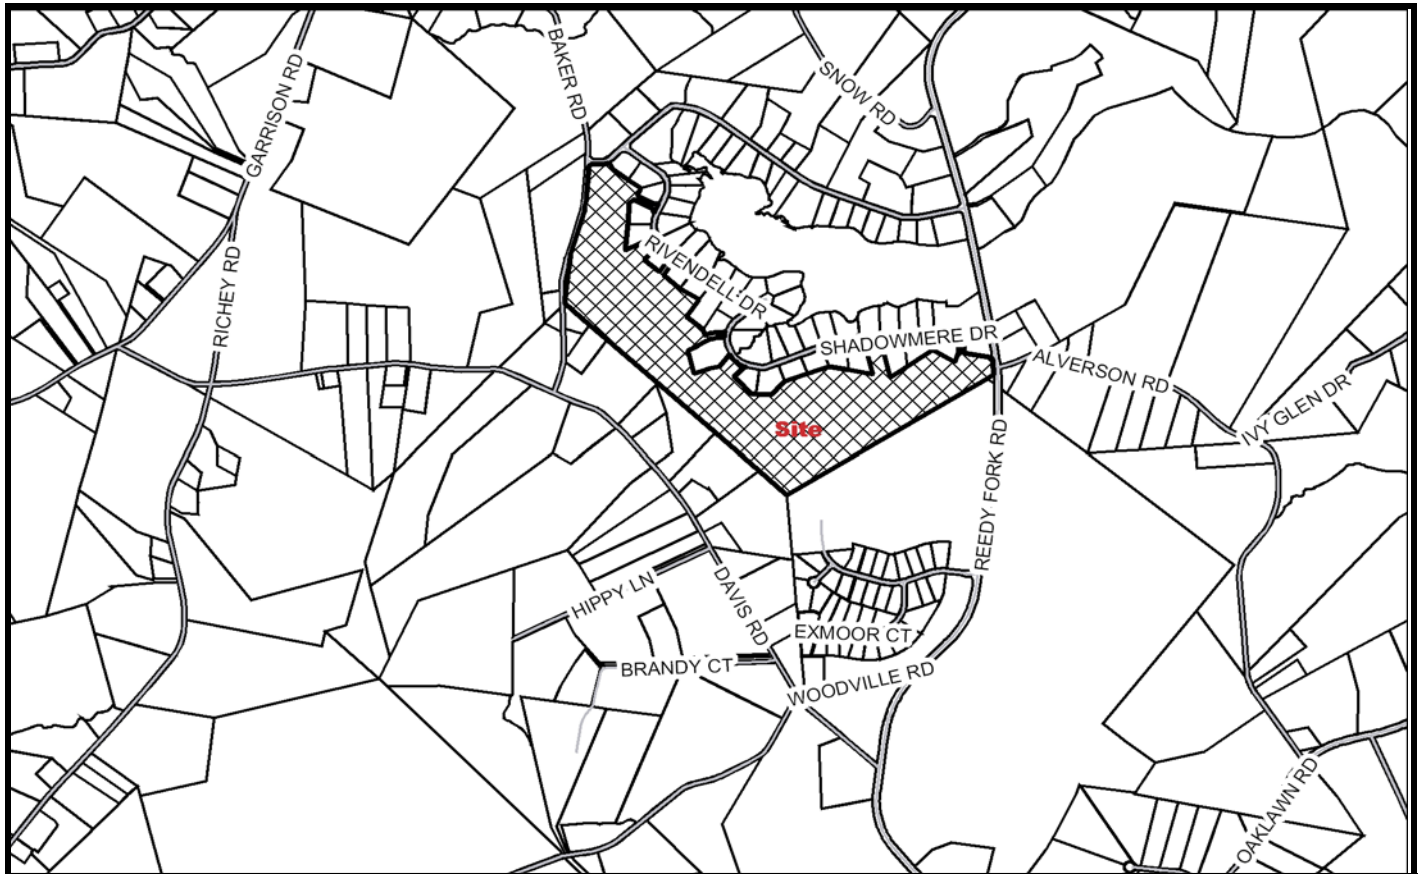 BAKER RD
SNOW RD
GARRISON RD
RIVENDELL DR
RICHEY RD
SHADOWMERE DR
ALVERSON RD
IVY GLEN DR
Site
REEDY FORK RD
HIPPY LN
DAVIS RD
EXMOOR CT
BRANDY CT
WOODVILLE RD
OAKLAWN RD